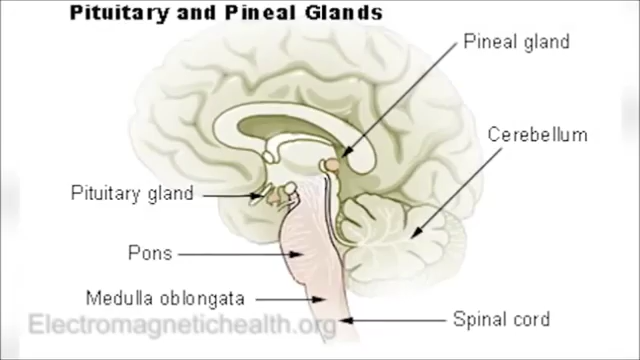 Pituitary and Pineal Glands
Pineal gland
Cerebellum
Pituitary gland
Pons
Medulla oblongata
Spinal cord
Electromagnetichealth.org